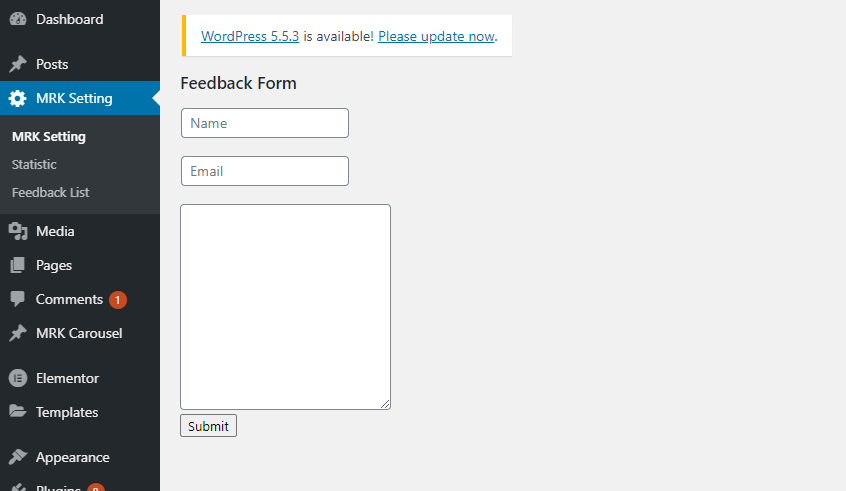 Dashboard
Posts
MRK Setting
MRK Setting
Statistic
Feedback List
Media
Pages
Comments 1
MRK Carousel
Elementor
Templates
Appearance
Plugins
WordPress 5.5.3 is available! Please update now.
Feedback Form
Name
Email
Submit